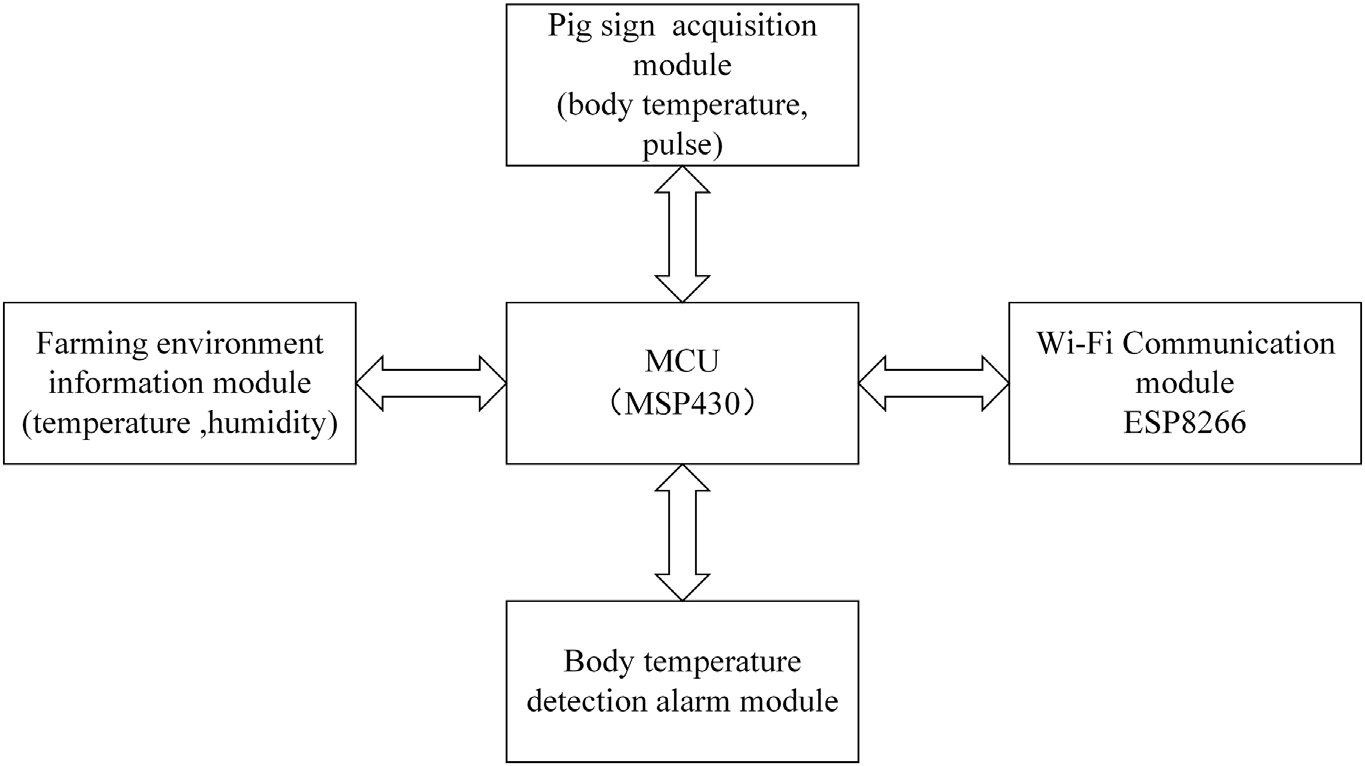 Pig sign  acquisition
module
(body temperature,
pulse)
Farming environment
information module
(temperature ,humidity)
MCU
（MSP430）
Wi-Fi Communication
module
ESP8266
Body temperature
detection alarm module